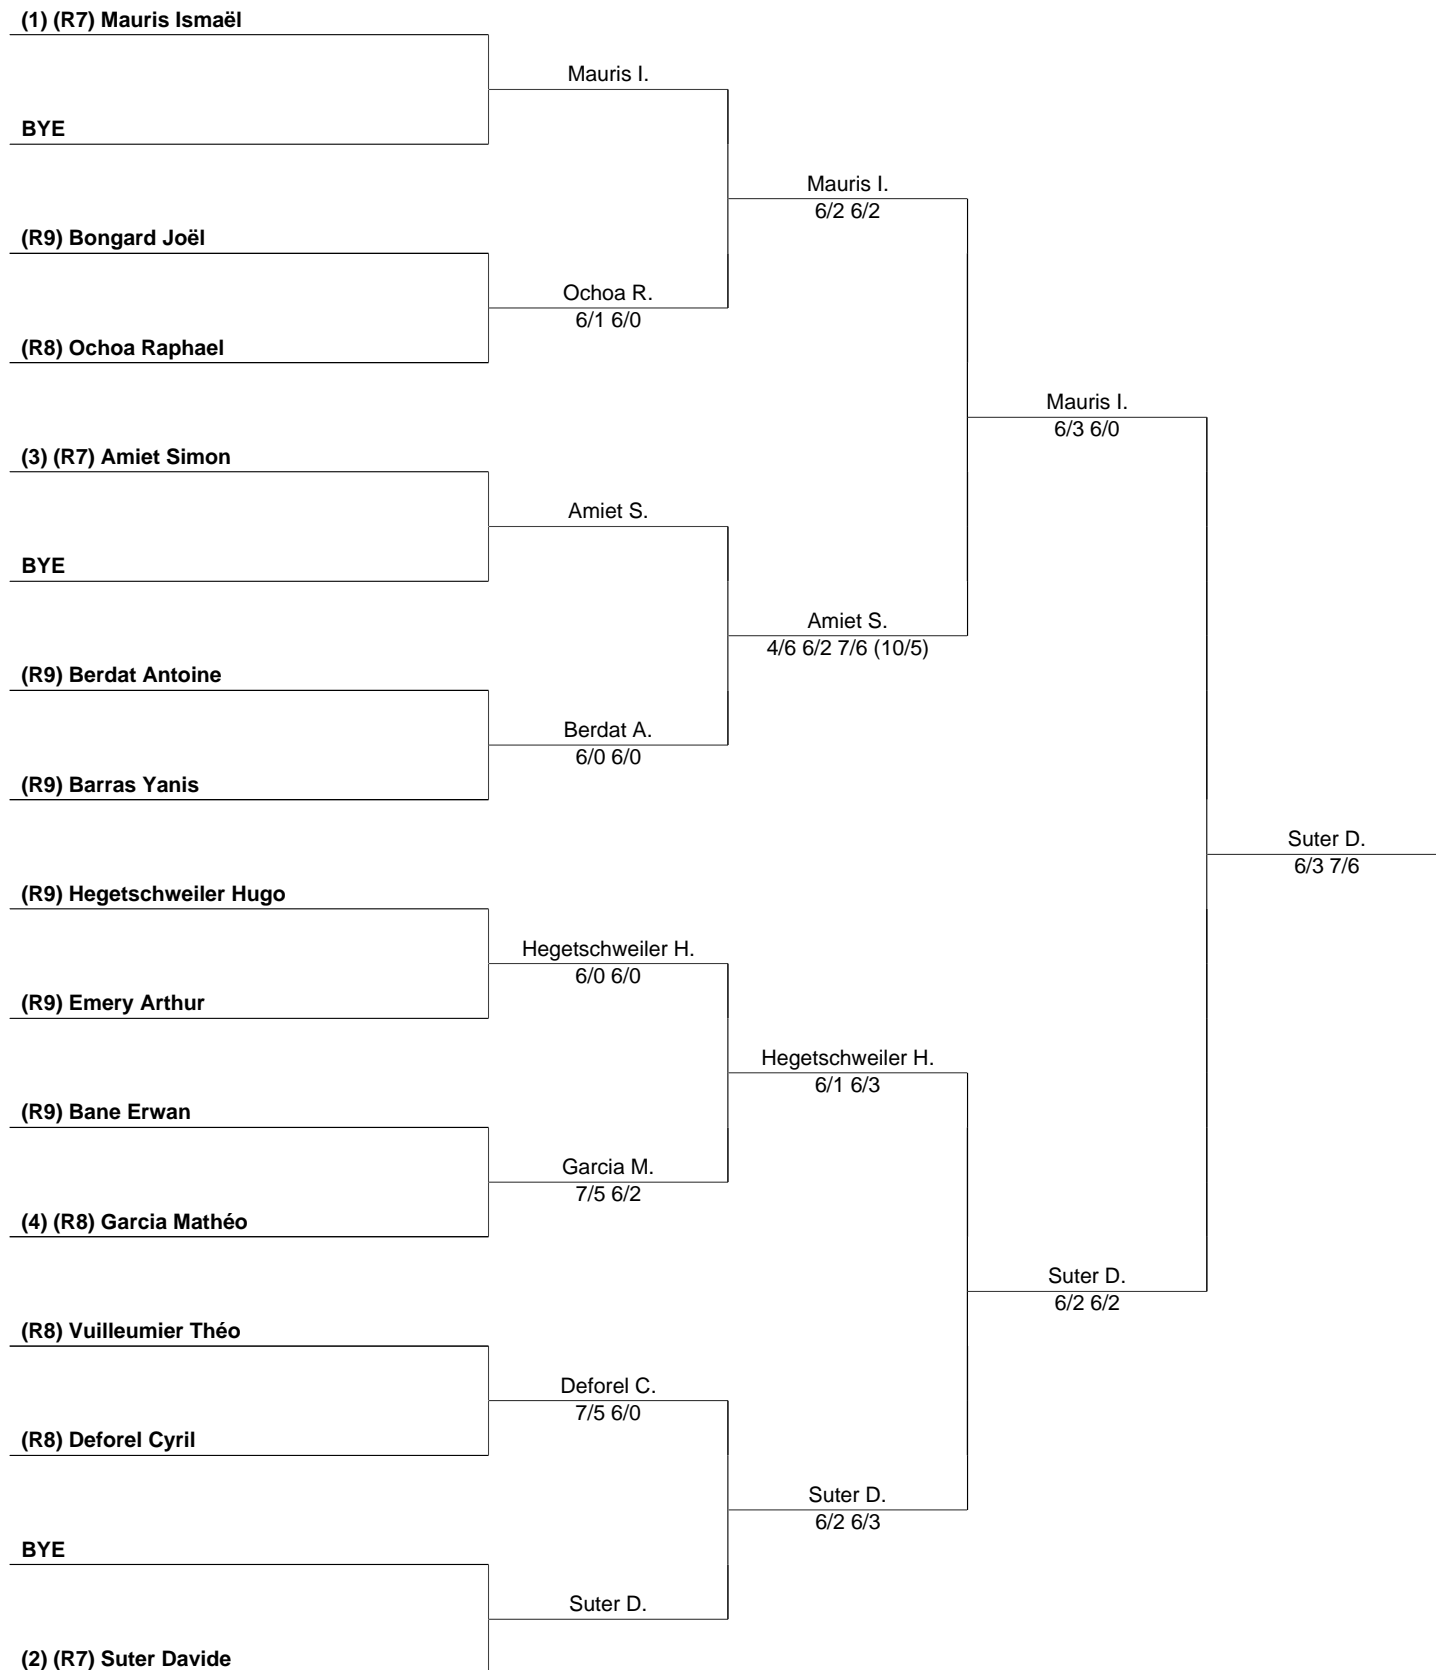 (1) (R7) Mauris Ismaël
Mauris I.
BYE
Mauris I.
6/2 6/2
(R9) Bongard Joël
Ochoa R.
6/1 6/0
(R8) Ochoa Raphael
Mauris I.
6/3 6/0
(3) (R7) Amiet Simon
Amiet S.
BYE
Amiet S.
4/6 6/2 7/6 (10/5)
(R9) Berdat Antoine
Berdat A.
6/0 6/0
(R9) Barras Yanis
Suter D.
6/3 7/6
(R9) Hegetschweiler Hugo
Hegetschweiler H.
6/0 6/0
(R9) Emery Arthur
Hegetschweiler H.
6/1 6/3
(R9) Bane Erwan
Garcia M.
7/5 6/2
(4) (R8) Garcia Mathéo
Suter D.
6/2 6/2
(R8) Vuilleumier Théo
Deforel C.
7/5 6/0
(R8) Deforel Cyril
Suter D.
6/2 6/3
BYE
Suter D.
(2) (R7) Suter Davide